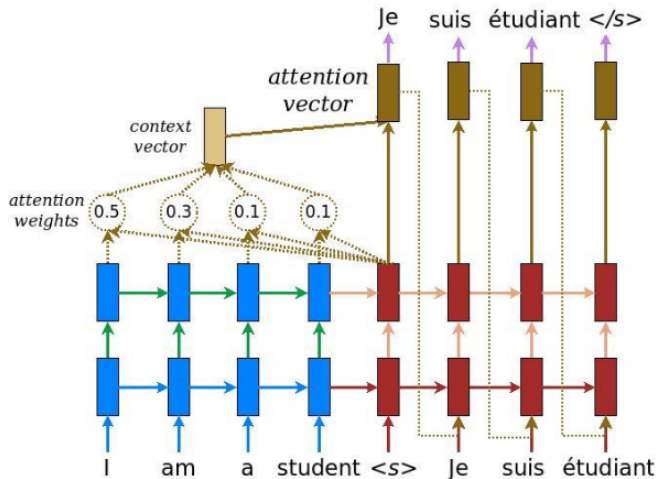 Je suis étudiant </s>
attention
vector
context
vector
attention
weights
0.5 0.3 0.1 0.1
I am a student <s> Je suis étudiant